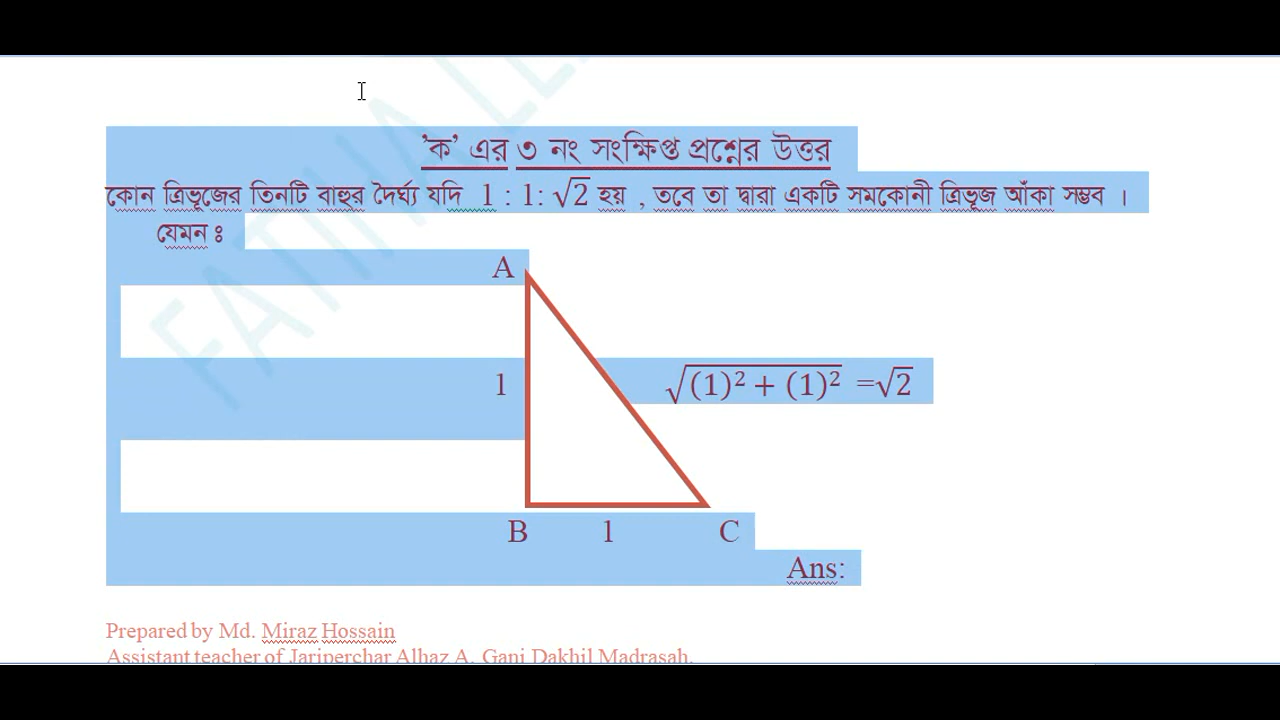 FATIHA LE
'ক' এর ৩ নং সংক্ষিপ্ত প্রশ্নের উত্তর
কোন ত্রিভূজের তিনটি বাহুর দৈর্ঘ্য যদি 1 : 1: √2 হয় , তবে তা দ্বারা একটি সমকোনী ত্রিভূজ আঁকা সম্ভব ।
যেমন ঃ
A
1 √(1)² + (1)² =√2
B 1 C
Ans:
Prepared by Md. Miraz Hossain
Assistant teacher of Jariperchar Alhaz A. Gani Dakhil Madrasah.